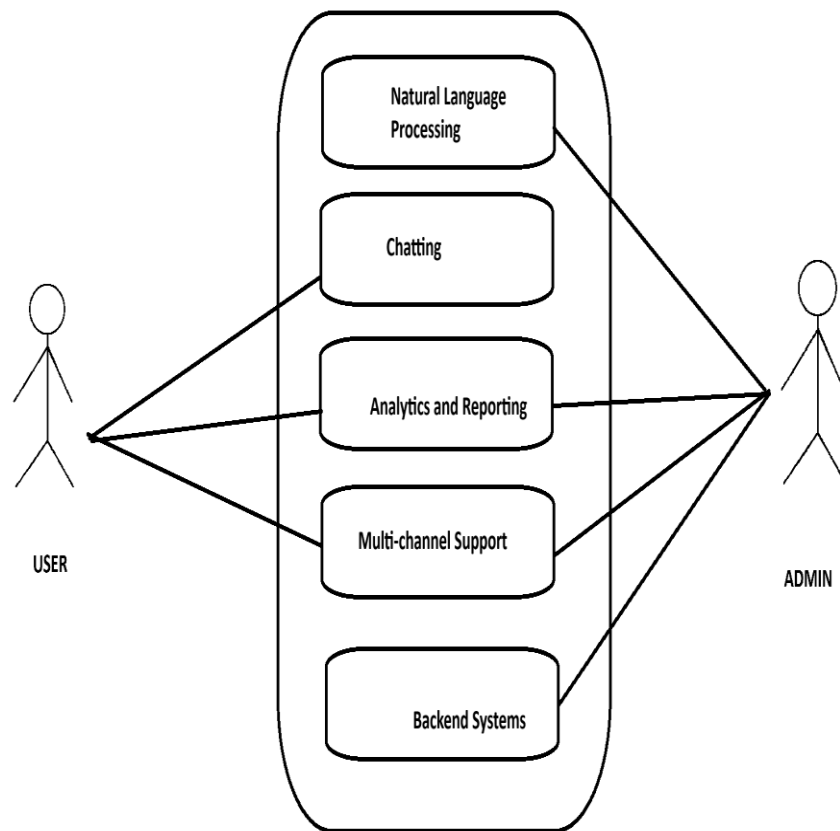 Natural Language
Processing
Chatting
Analytics and Reporting
Multi-channel Support
USER
ADMIN
Backend Systems